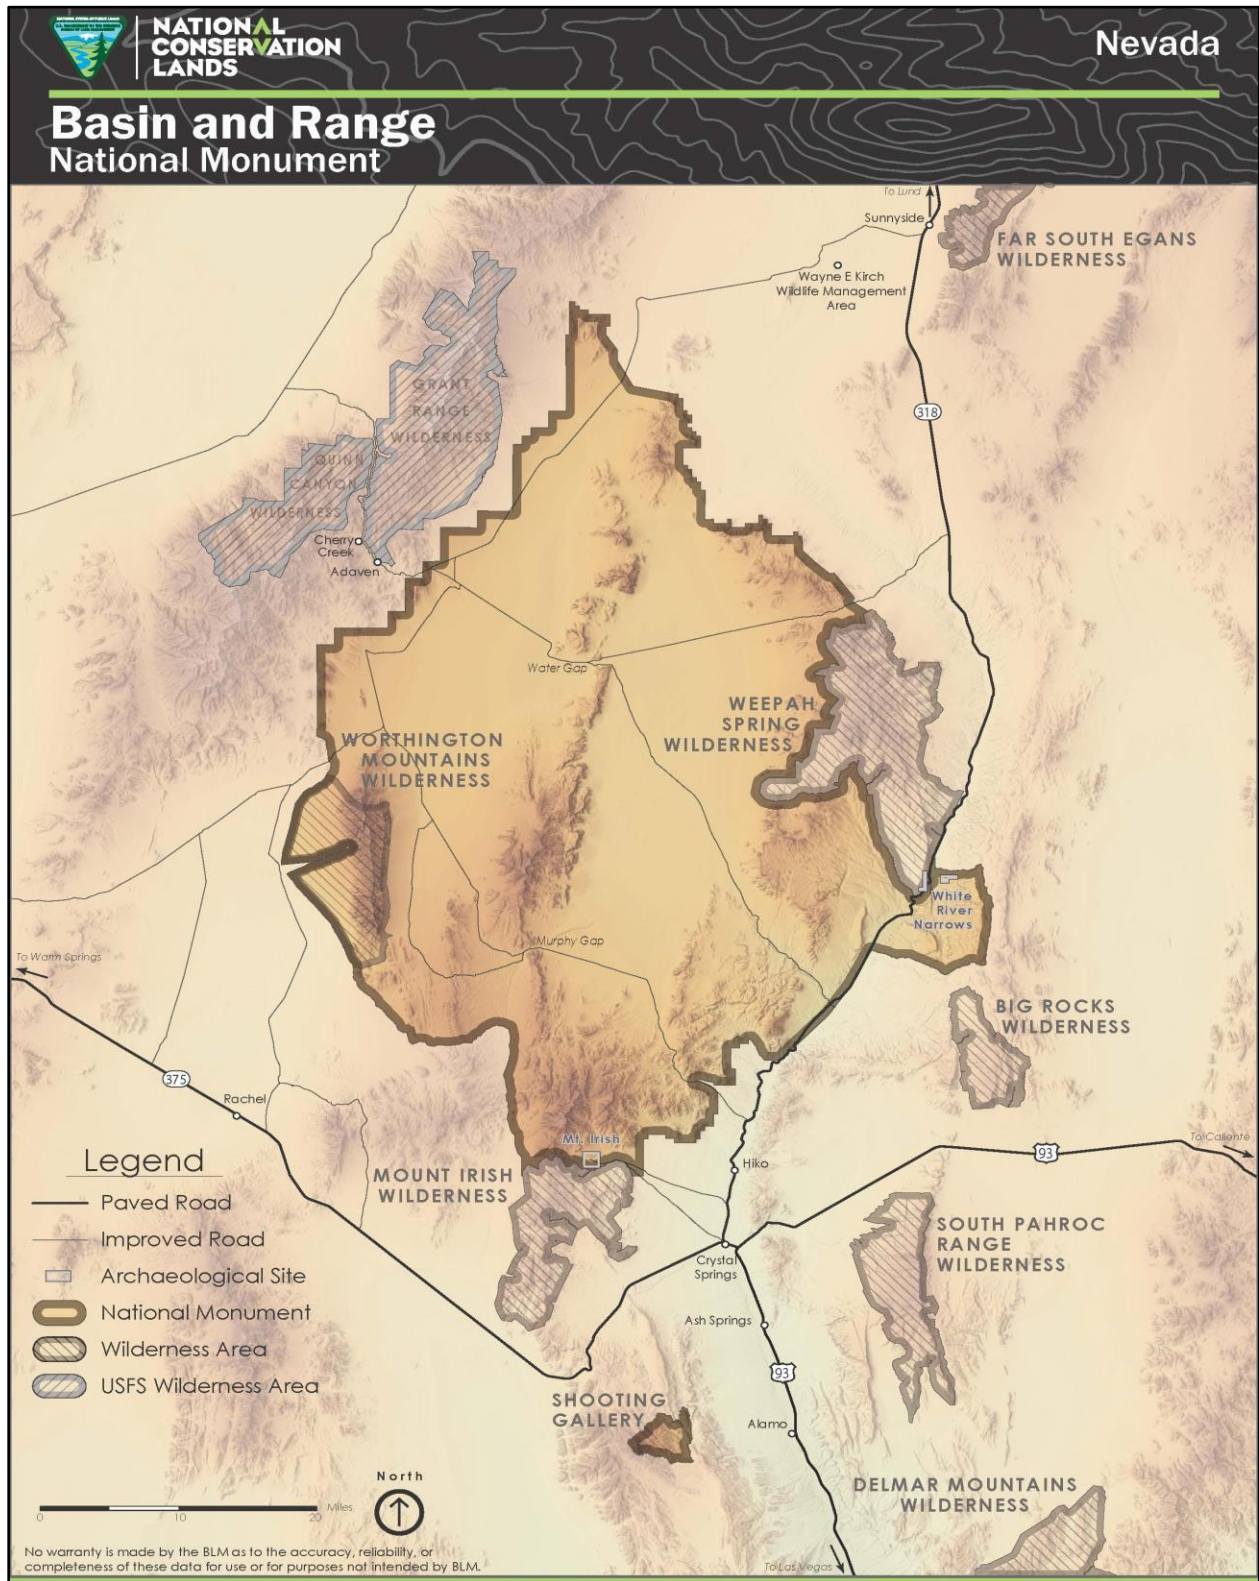 NATIONAL
CONSERVATION
LANDS
Nevada
Basin and Range
National Monument
To Lund
Sunnyside
FAR SOUTH EGANS
WILDERNESS
Wayne E Kirch
Wildlife Management
Area
GRANT
RANGE
WILDERNESS
318
QUINN
CANYON
WILDERNESS
Cherry
Creek
Adaven
Water Gap
WEEPAH
SPRING
WILDERNESS
WORTHINGTON
MOUNTAINS
WILDERNESS
White
River
Narrows
Murphy Gap
To Warm Springs
BIG ROCKS
WILDERNESS
375
Rachel
Mt. Irish
To Caliente
93
Hiko
MOUNT IRISH
WILDERNESS
Legend
Paved Road
Improved Road
Archaeological Site
National Monument
Wilderness Area
USFS Wilderness Area
SOUTH PAHROC
RANGE
WILDERNESS
Crystal
Springs
Ash Springs
93
SHOOTING
GALLERY
Alamo
DELMAR MOUNTAINS
WILDERNESS
North
Miles
0 10 20
No warranty is made by the BLM as to the accuracy, reliability, or
completeness of these data for use or for purposes not intended by BLM.
To Las Vegas